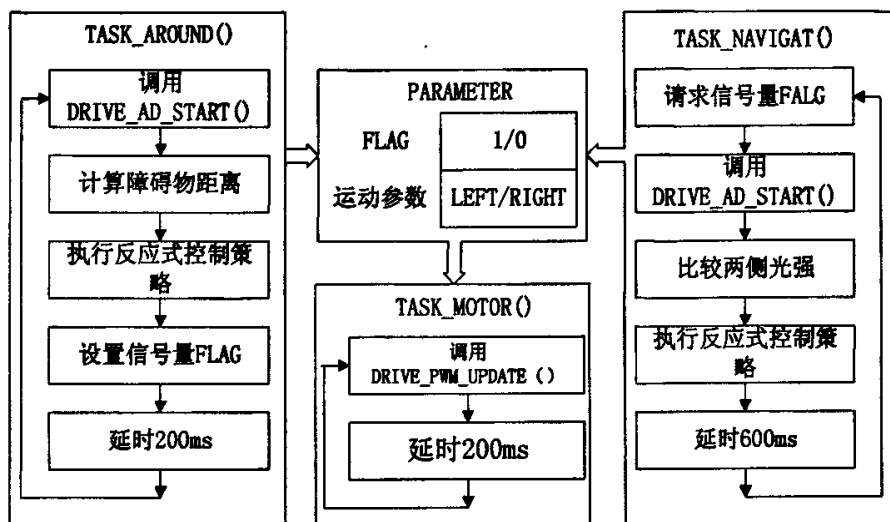 TASK_AROUND()
调用
DRIVE_AD_START()
计算障碍物距离
执行反应式控制策
略
设置信号量FLAG
延时200ms
PARAMETER
FLAG 1/0
运动参数 LEFT/RIGHT
TASK_MOTOR()
调用
DRIVE_PWM_UPDATE ()
延时200ms
TASK_NAVIGAT()
请求信号量FALG
调用
DRIVE_AD_START()
比较两侧光强
执行反应式控制策
略
延时600ms